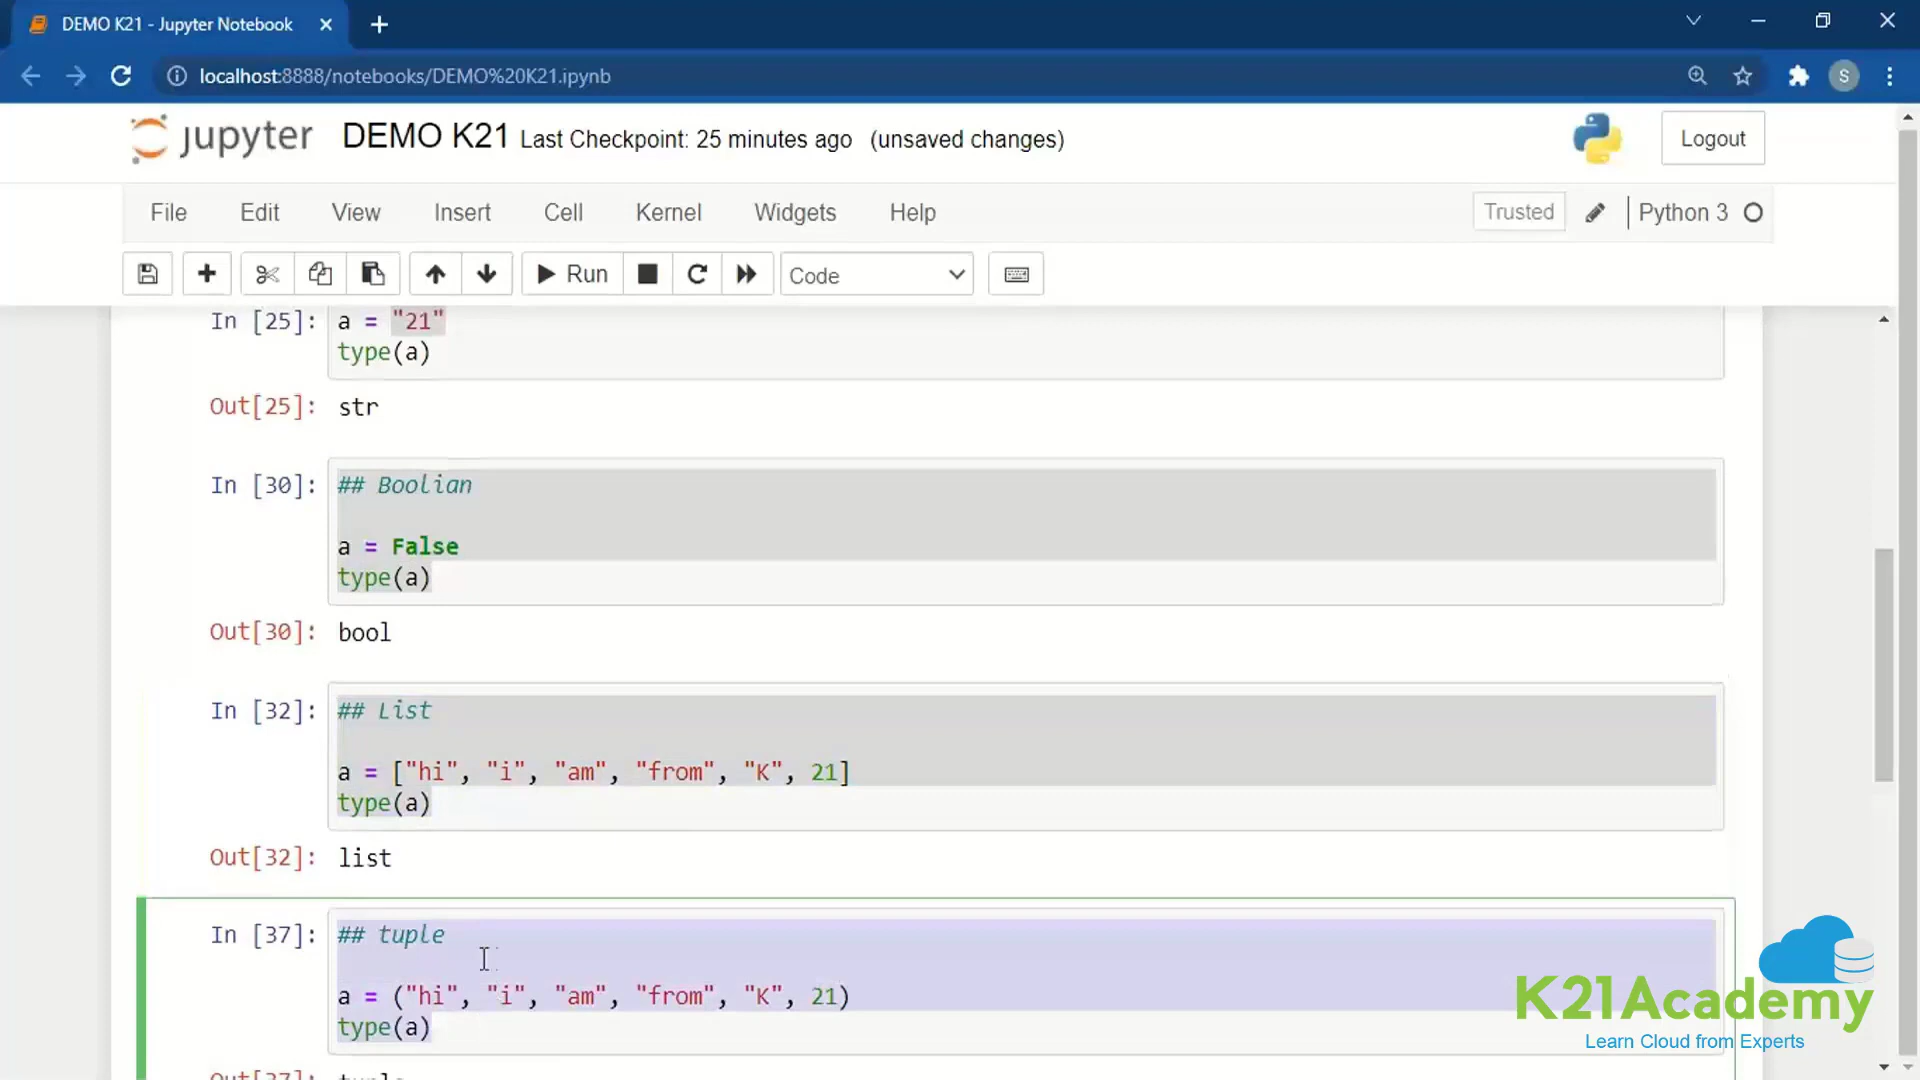 DEMO K21 - Jupyter Notebook
localhost:8888/notebooks/DEMO%20K21.ipynb
S
jupyter DEMO K21 Last Checkpoint: 25 minutes ago (unsaved changes)
Logout
File Edit View Insert Cell Kernel Widgets Help
Trusted Python 3
Run Code
In [25]: a = "21"
type(a)
Out[25]: str
In [30]: ## Boolian
a = False
type(a)
Out[30]: bool
In [32]: ## List
a = ["hi", "i", "am", "from", "K", 21]
type(a)
Out[32]: list
In [37]: ## tuple
a = ("hi", "i", "am", "from", "K", 21)
type(a)
Out[37]: tuple
K21Academy
Learn Cloud from Experts